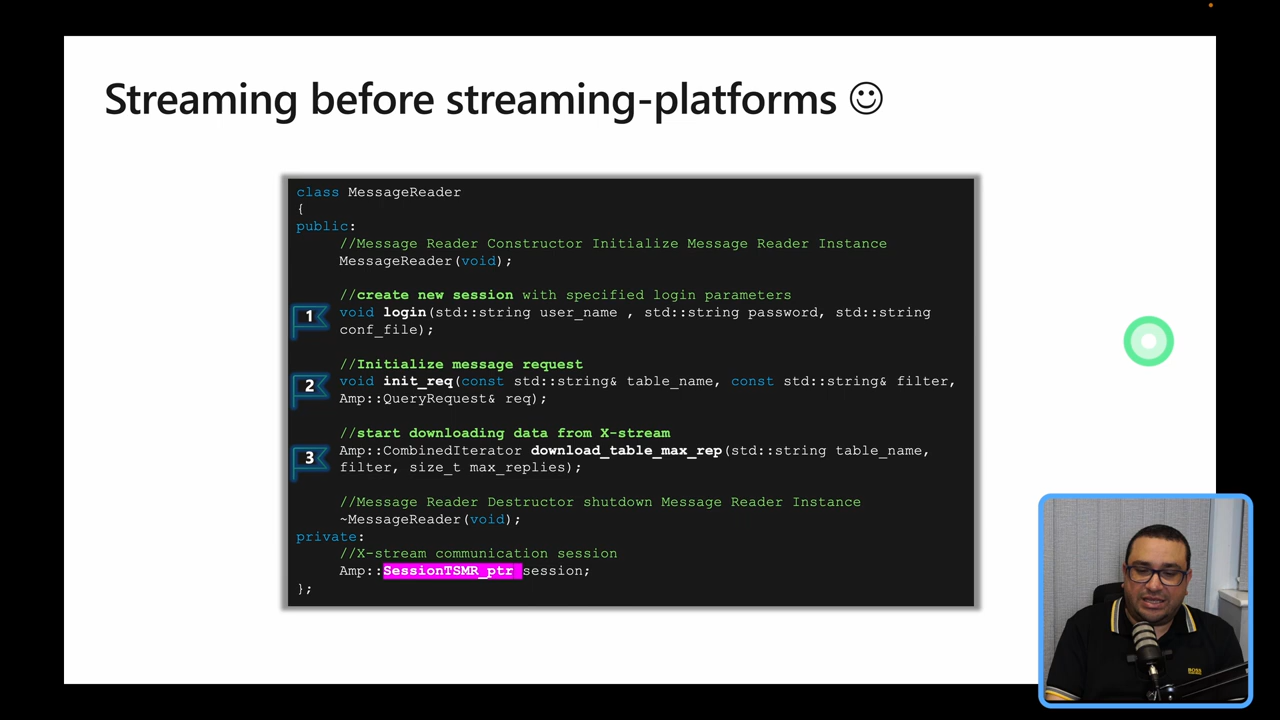 Streaming before streaming-platforms ☺
class MessageReader
{
public:
//Message Reader Constructor Initialize Message Reader Instance
MessageReader(void);
//create new session with specified login parameters
1
void login(std::string user_name , std::string password, std::string
conf_file);
//Initialize message request
2
void init_req(const std::string& table_name, const std::string& filter,
Amp::QueryRequest& req);
//start downloading data from X-stream
3
Amp::CombinedIterator download_table_max_rep(std::string table_name,
filter, size_t max_replies);
//Message Reader Destructor shutdown Message Reader Instance
~MessageReader(void);
private:
//X-stream communication session
Amp::SessionTSMR_ptr session;
};
BOSS